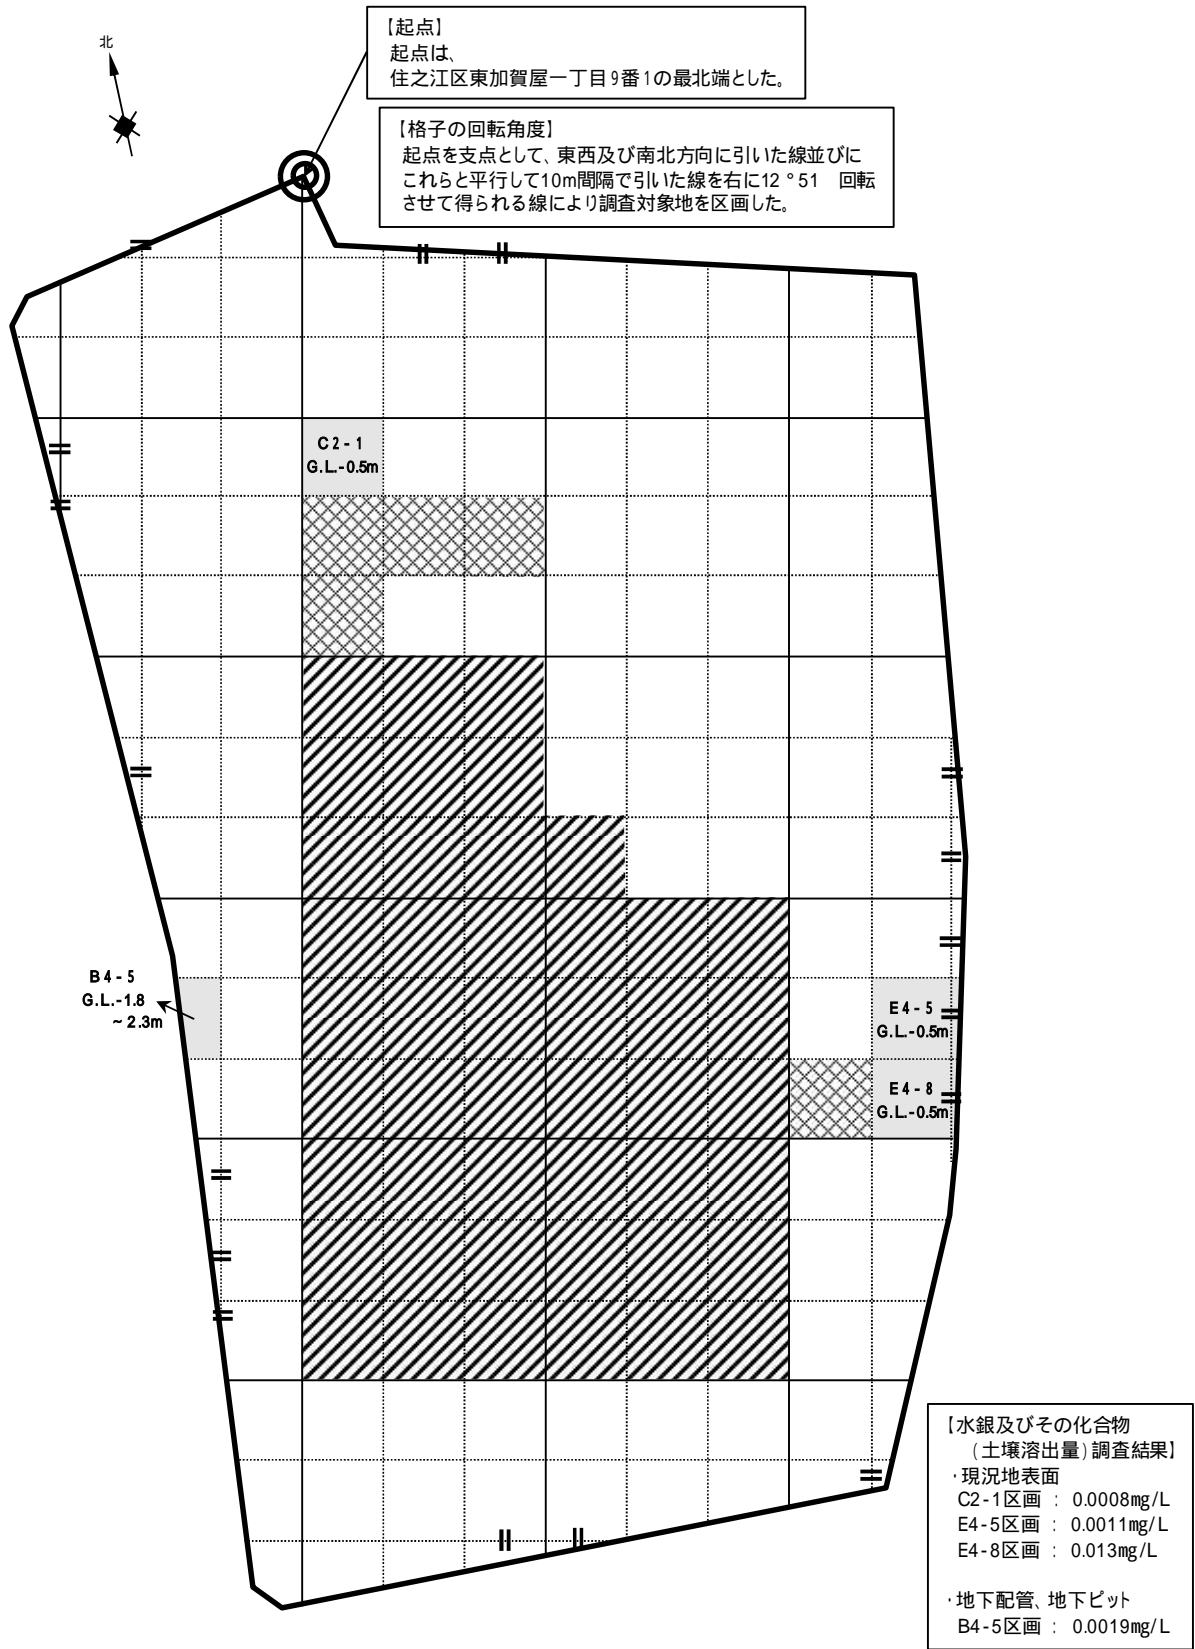 北
【起点】
起点は、
住之江区東加賀屋一丁目9番1の最北端とした。
【格子の回転角度】
起点を支点として、東西及び南北方向に引いた線並びに
これらと平行して10m間隔で引いた線を右に12°51 回転
させて得られる線により調査対象地を区画した。
C2-1
G.L.-0.5m
B4-5
G.L.-1.8
~2.3m
E4-5
G.L.-0.5m
E4-8
G.L.-0.5m
【水銀及びその化合物
(土壌溶出量)調査結果】
・現況地表面
C2-1区画 : 0.0008mg/L
E4-5区画 : 0.0011mg/L
E4-8区画 : 0.013mg/L
・地下配管、地下ピット
B4-5区画 : 0.0019mg/L